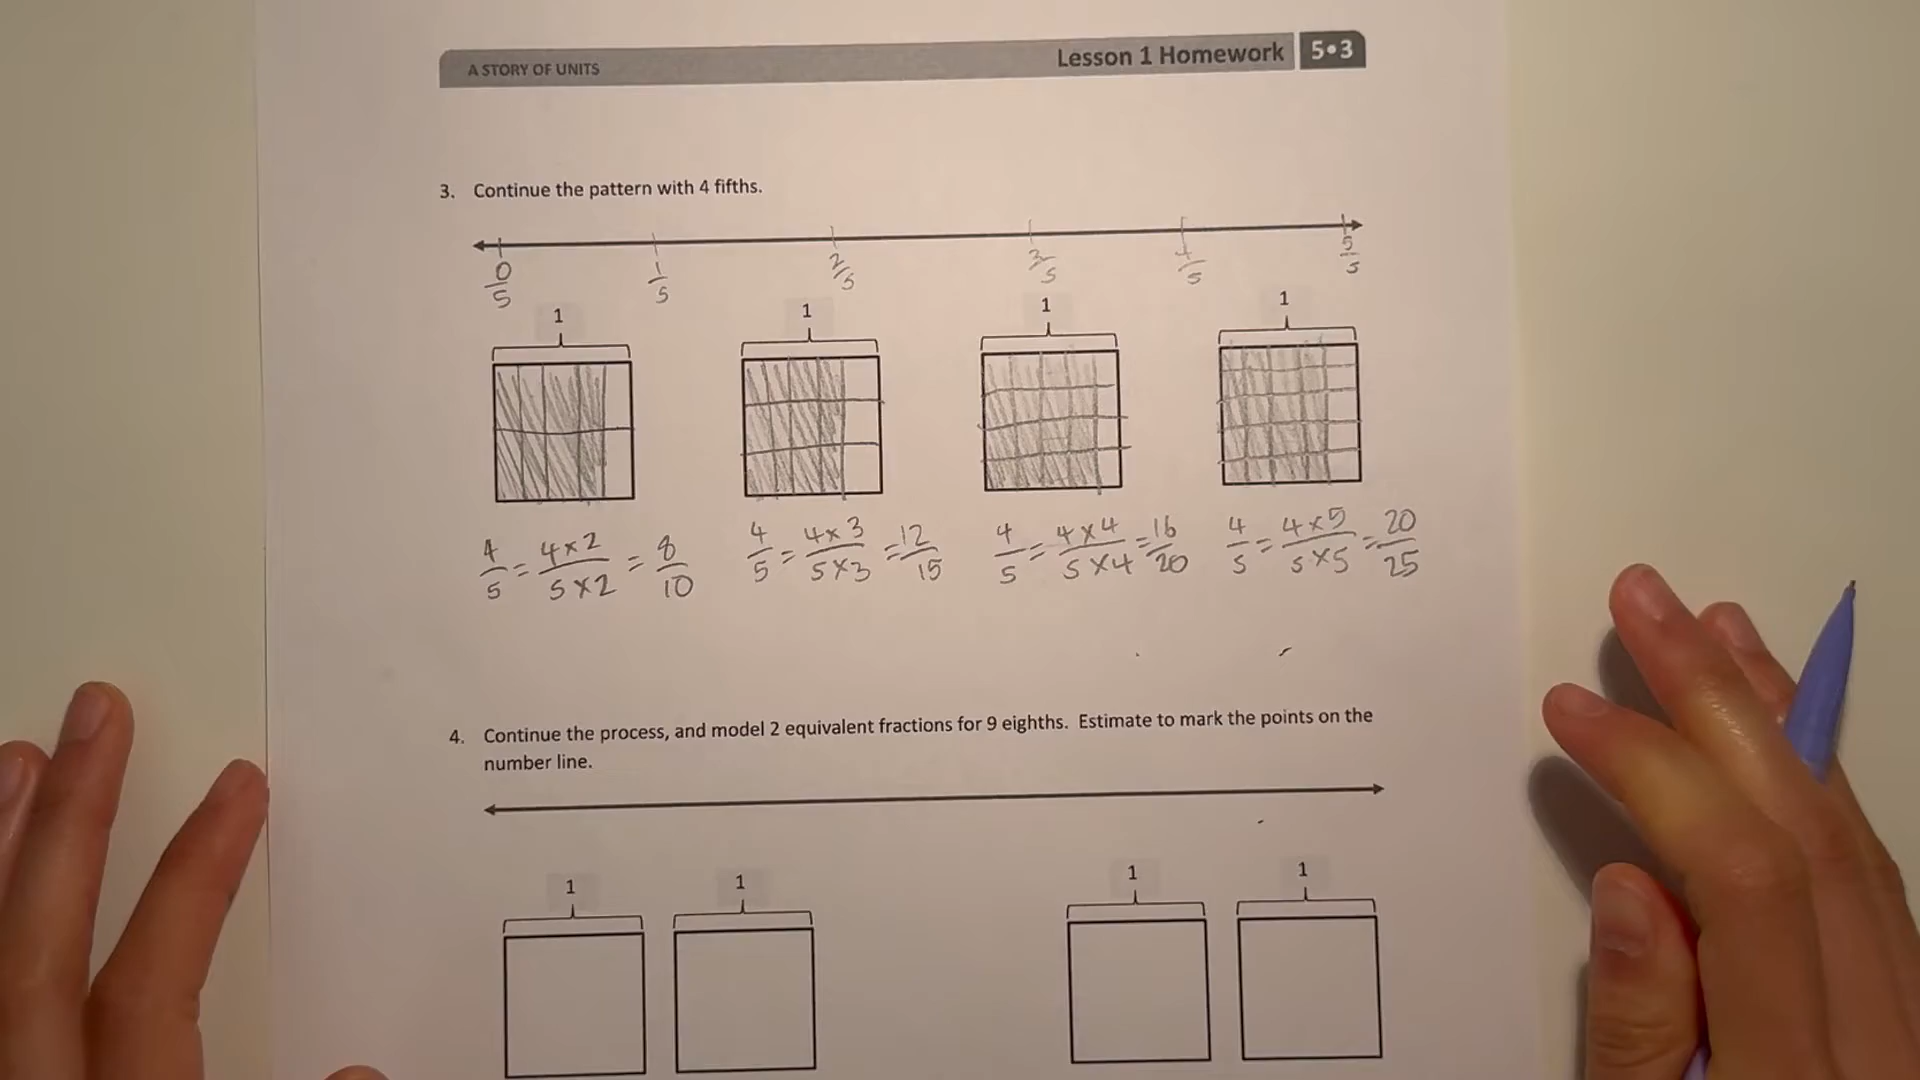 A STORY OF UNITS
Lesson 1 Homework 5•3
3. Continue the pattern with 4 fifths.
0/5 1/5 2/5 3/5 4/5 5/5
1 1 1 1
4/5 = 4×2/5×2 = 8/10
4/5 = 4×3/5×3 = 12/15
4/5 = 4×4/5×4 = 16/20
4/5 = 4×5/5×5 = 20/25
4. Continue the process, and model 2 equivalent fractions for 9 eighths. Estimate to mark the points on the
number line.
1 1 1 1